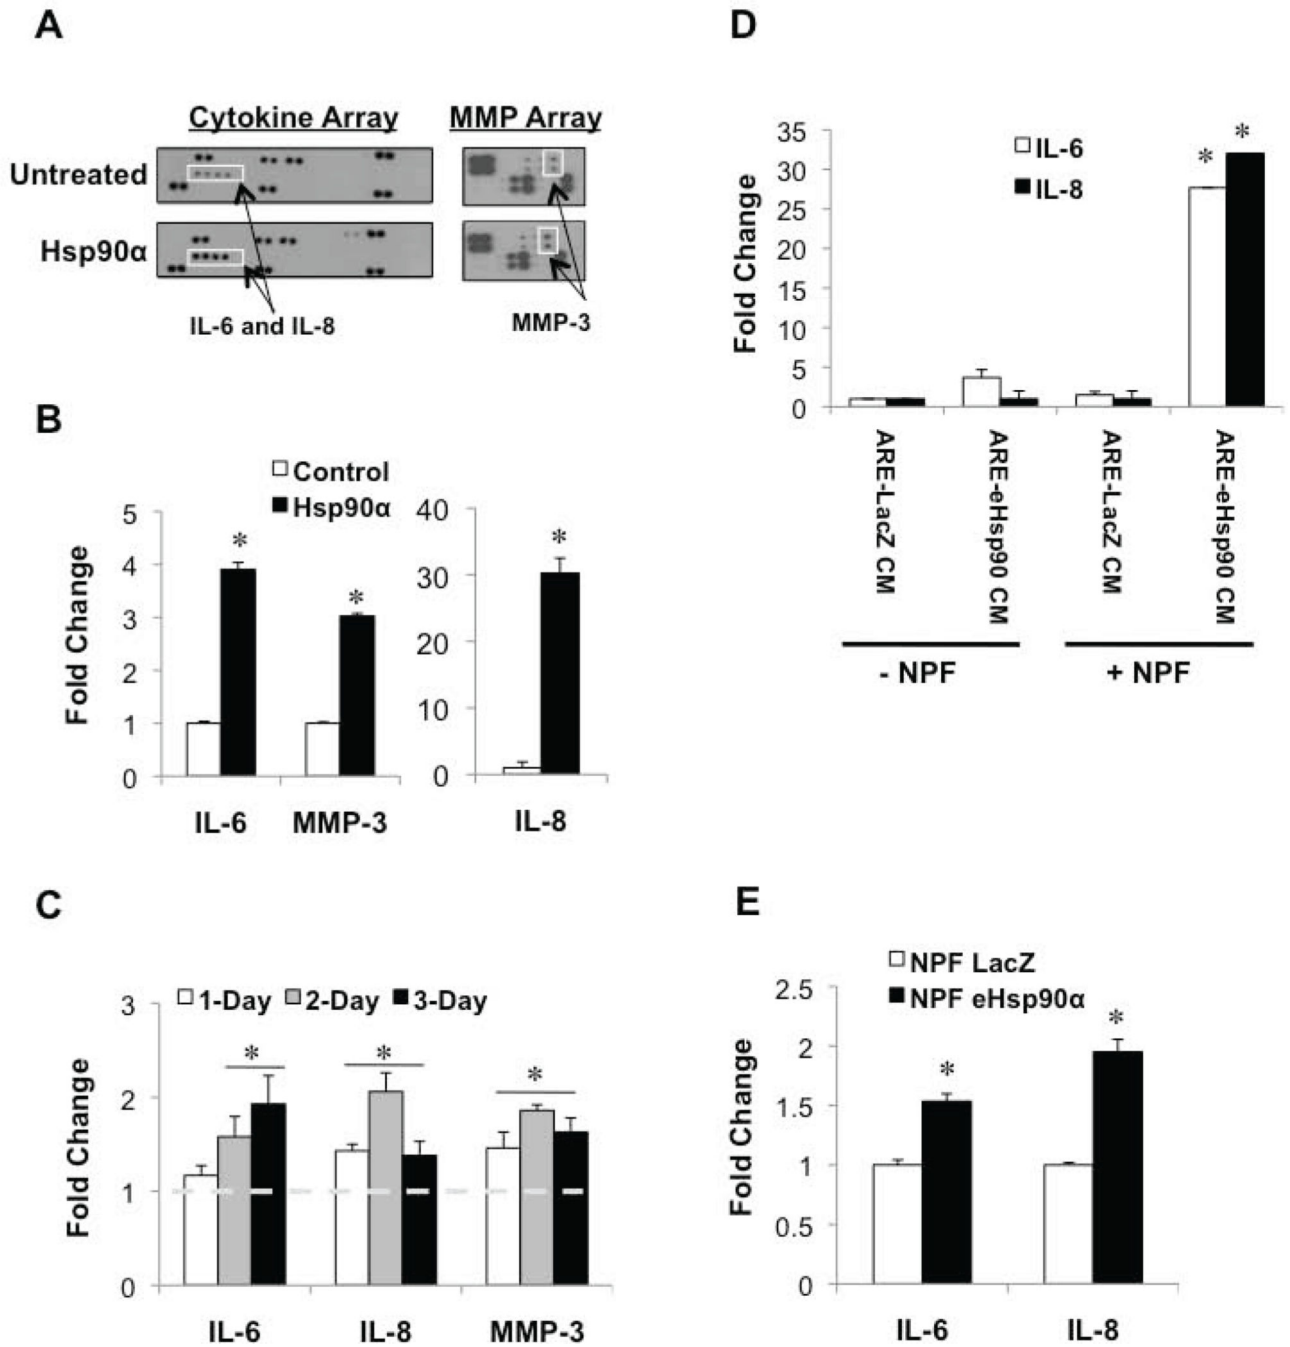 A
Cytokine Array
MMP Array
Untreated
Hsp90α
IL-6 and IL-8
MMP-3
B
Control
Hsp90α
Fold Change
5
4
3
2
1
0
*
*
IL-6
MMP-3
40
30
20
10
0
*
IL-8
C
1-Day
2-Day
3-Day
Fold Change
3
2
1
0
*
*
*
IL-6
IL-8
MMP-3
D
IL-6
IL-8
Fold Change
35
30
25
20
15
10
5
0
*
*
ARE-LacZ CM
ARE-eHsp90 CM
ARE-LacZ CM
ARE-eHsp90 CM
- NPF
+ NPF
E
NPF LacZ
NPF eHsp90α
Fold Change
2.5
2
1.5
1
0.5
0
*
*
IL-6
IL-8